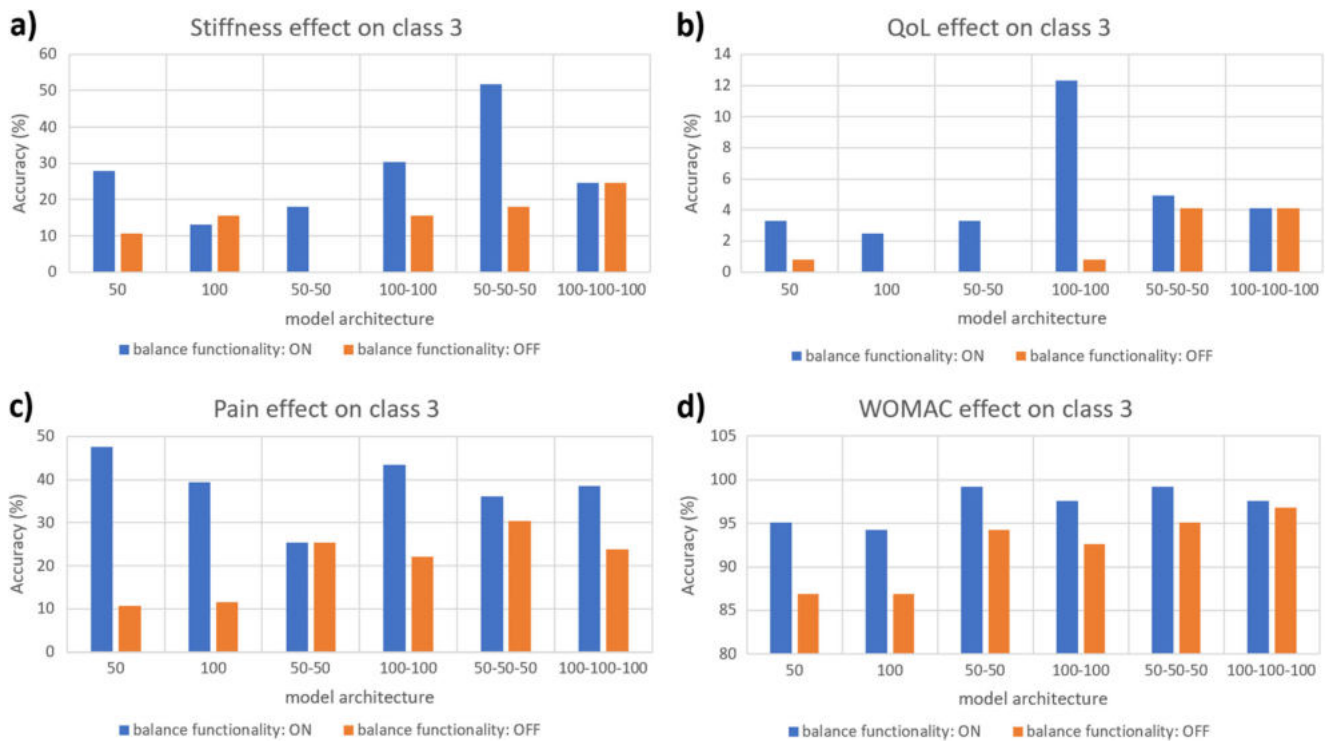 a)
Stiffness effect on class 3
60
50
40
30
20
10
0
Accuracy (%)
50 100 50-50 100-100 50-50-50 100-100-100
model architecture
balance functionality: ON balance functionality: OFF
b)
QoL effect on class 3
14
12
10
8
6
4
2
0
Accuracy (%)
50 100 50-50 100-100 50-50-50 100-100-100
model architecture
balance functionality: ON balance functionality: OFF
c)
Pain effect on class 3
50
40
30
20
10
0
Accuracy (%)
50 100 50-50 100-100 50-50-50 100-100-100
model architecture
balance functionality: ON balance functionality: OFF
d)
WOMAC effect on class 3
105
100
95
90
85
80
Accuracy (%)
50 100 50-50 100-100 50-50-50 100-100-100
model architecture
balance functionality: ON balance functionality: OFF